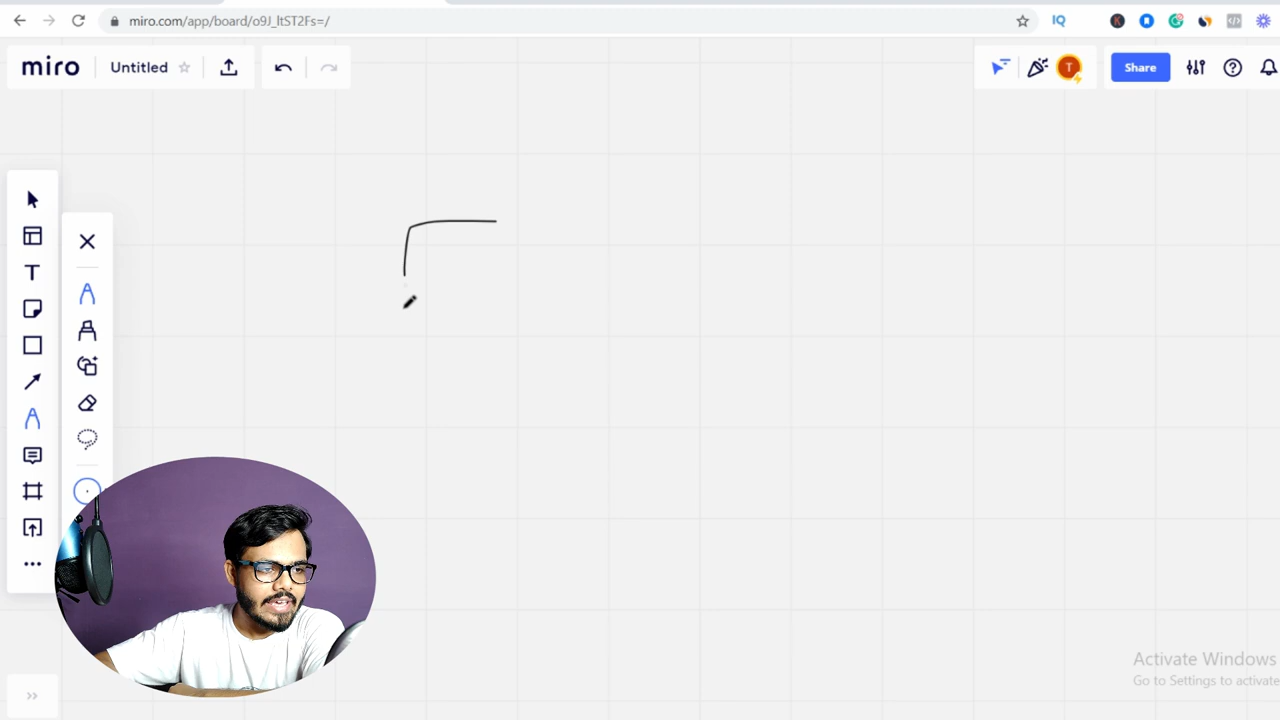 miro.com/app/board/o9J_ltST2Fs=/
IQ
K
miro
Untitled
T
Share
T
Activate Windows
Go to Settings to activate